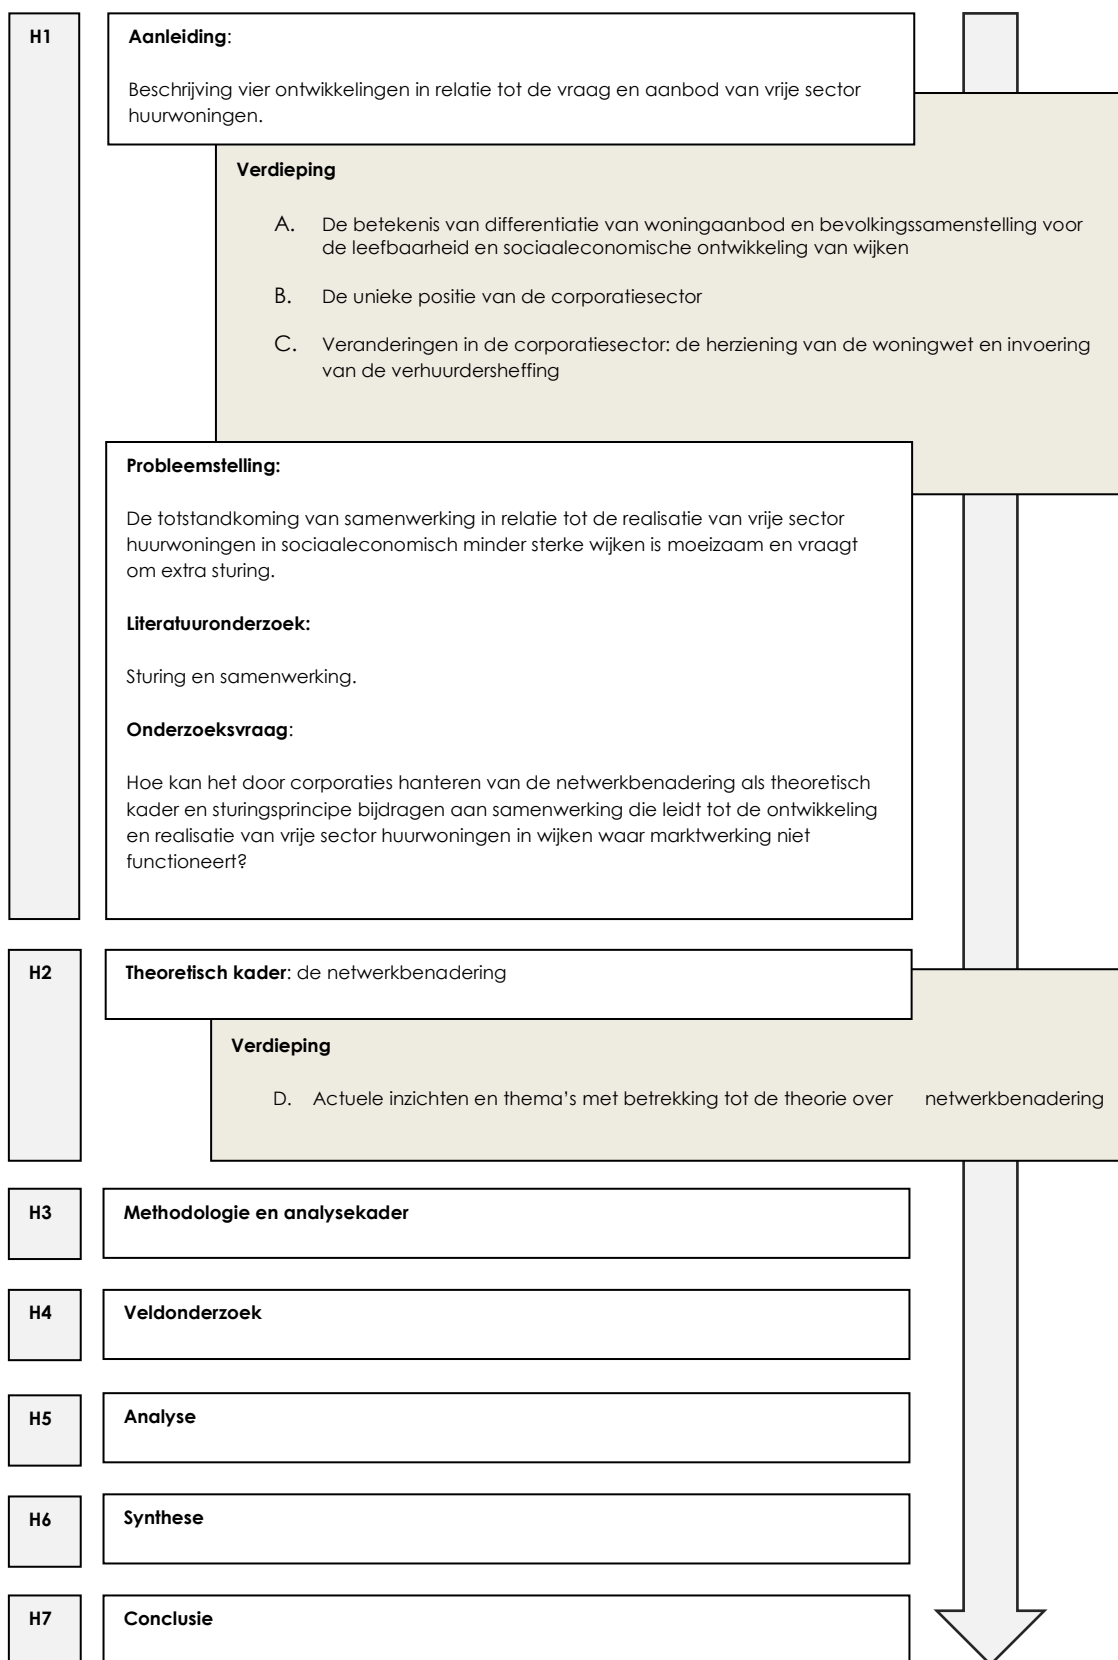 H1
Aanleiding:
Beschrijving vier ontwikkelingen in relatie tot de vraag en aanbod van vrije sector
huurwoningen.
Verdieping
A. De betekenis van differentiatie van woningaanbod en bevolkingssamenstelling voor
de leefbaarheid en sociaaleconomische ontwikkeling van wijken
B. De unieke positie van de corporatiesector
C. Veranderingen in de corporatiesector: de herziening van de woningwet en invoering
van de verhuurdersheffing
Probleemstelling:
De totstandkoming van samenwerking in relatie tot de realisatie van vrije sector
huurwoningen in sociaaleconomisch minder sterke wijken is moeizaam en vraagt
om extra sturing.
Literatuuronderzoek:
Sturing en samenwerking.
Onderzoeksvraag:
Hoe kan het door corporaties hanteren van de netwerkbenadering als theoretisch
kader en sturingsprincipe bijdragen aan samenwerking die leidt tot de ontwikkeling
en realisatie van vrije sector huurwoningen in wijken waar marktwerking niet
functioneert?
H2
Theoretisch kader: de netwerkbenadering
Verdieping
D. Actuele inzichten en thema's met betrekking tot de theorie over netwerkbenadering
H3
Methodologie en analysekader
H4
Veldonderzoek
H5
Analyse
H6
Synthese
H7
Conclusie